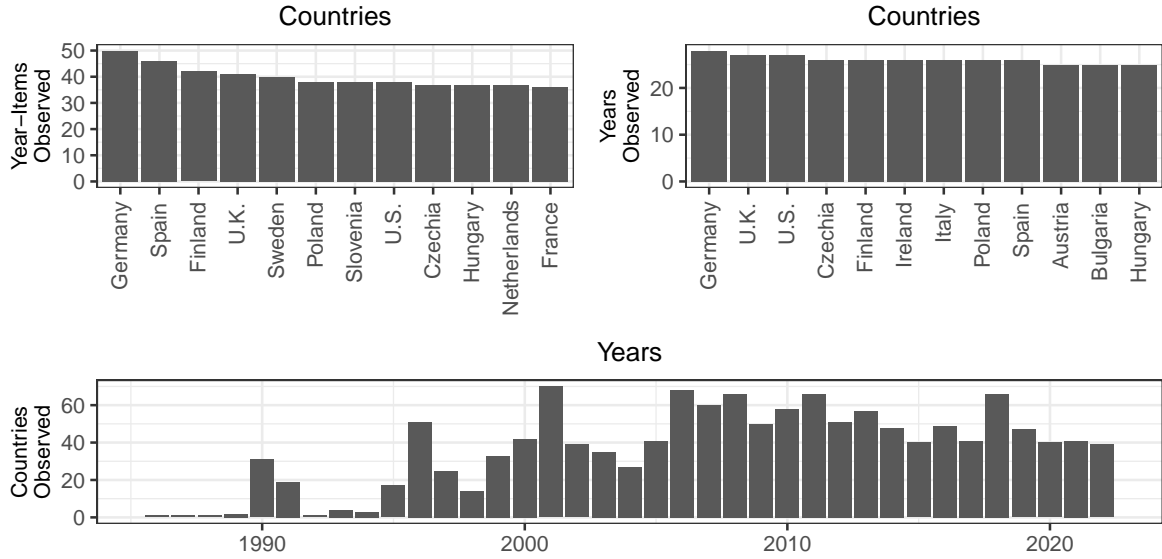 Countries
Year−Items
Observed
50
40
30
20
10
0
Germany
Spain
Finland
U.K.
Sweden
Poland
Slovenia
U.S.
Czechia
Hungary
Netherlands
France
Countries
Years
Observed
20
10
0
Germany
U.K.
U.S.
Czechia
Finland
Ireland
Italy
Poland
Spain
Austria
Bulgaria
Hungary
Years
Countries
Observed
60
40
20
0
1990
2000
2010
2020